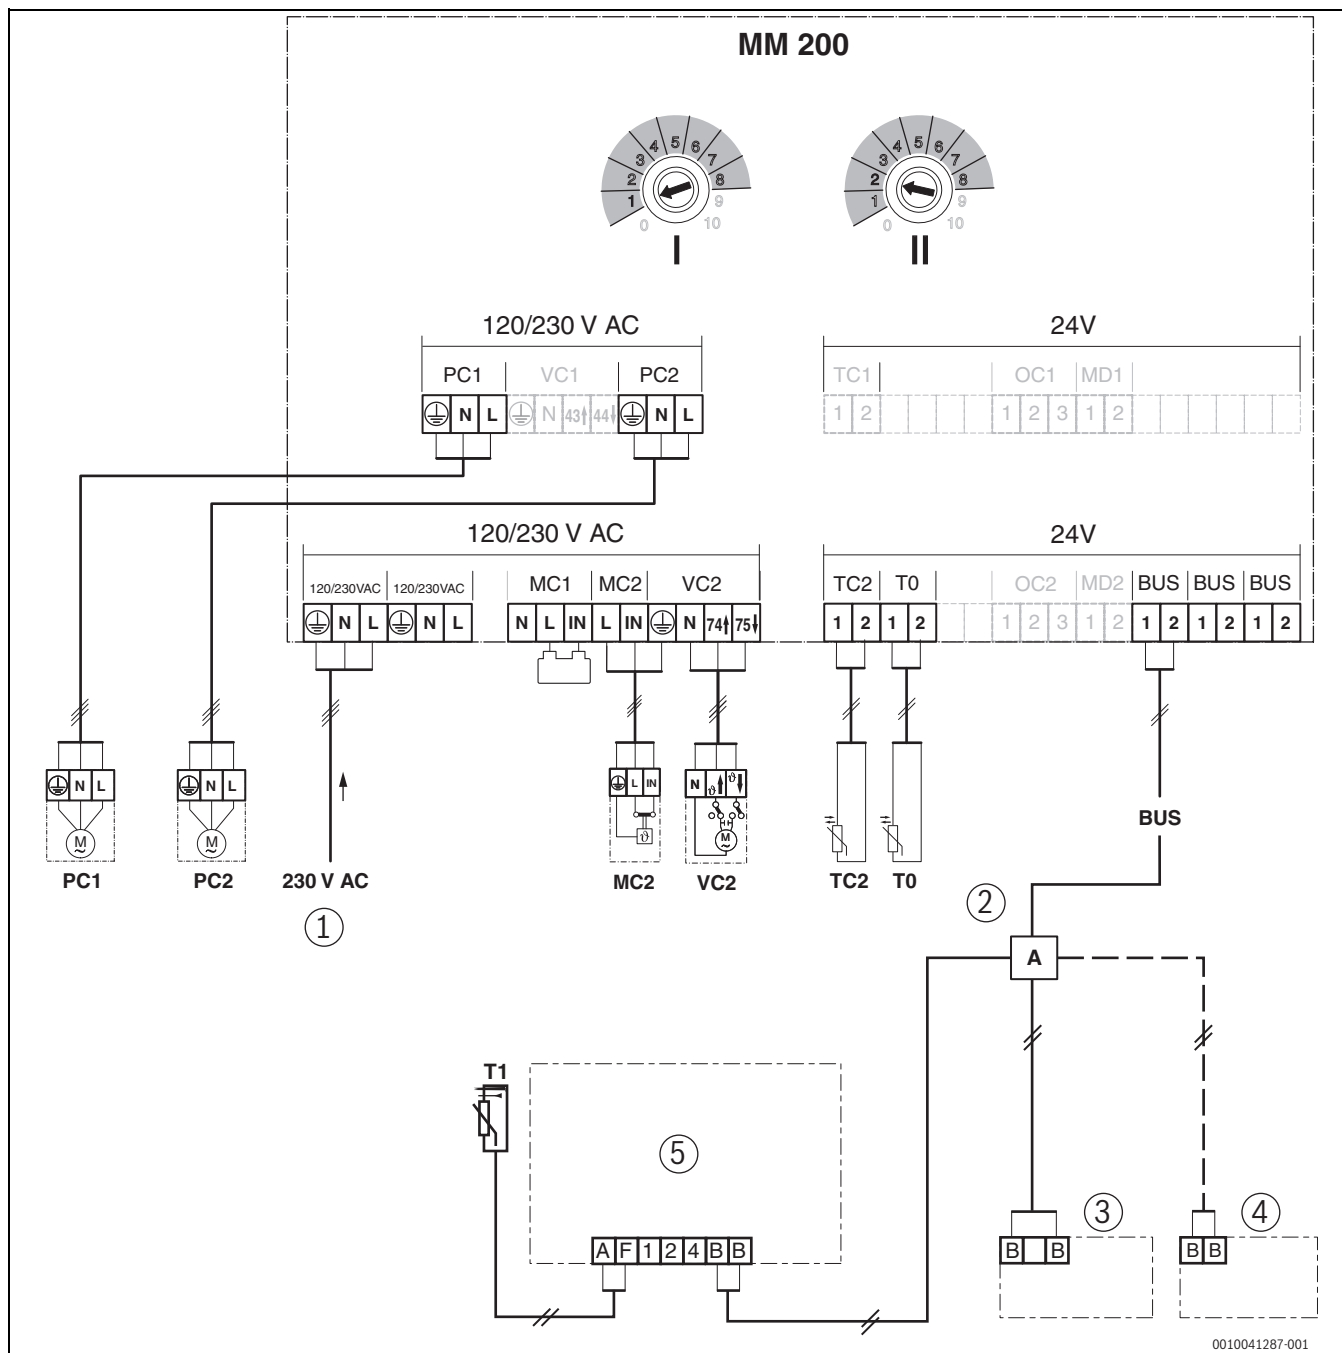 MM 200
5 5
4 6 4 6
3 7 3 7
2 8 2 8
1 9 1 9
0 10 0 10
I II
120/230 V AC 24V
PC1 VC1 PC2 TC1 OC1 MD1
N L N 43 44 N L 1 2 1 2 3 1 2
120/230 V AC 24V
120/230VAC 120/230VAC MC1 MC2 VC2 TC2 T0 OC2 MD2 BUS BUS BUS
N L N L N L IN L IN N 74 75 1 2 1 2 1 2 3 1 2 1 2 1 2 1 2
N L N L L IN N ϑ ϑ
M ~ M ~ ϑ M ~
BUS
PC1 PC2 230 V AC MC2 VC2 TC2 T0
1 2
A
T1
5 3 4
A F 1 2 4 B B B B B B
0010041287-001